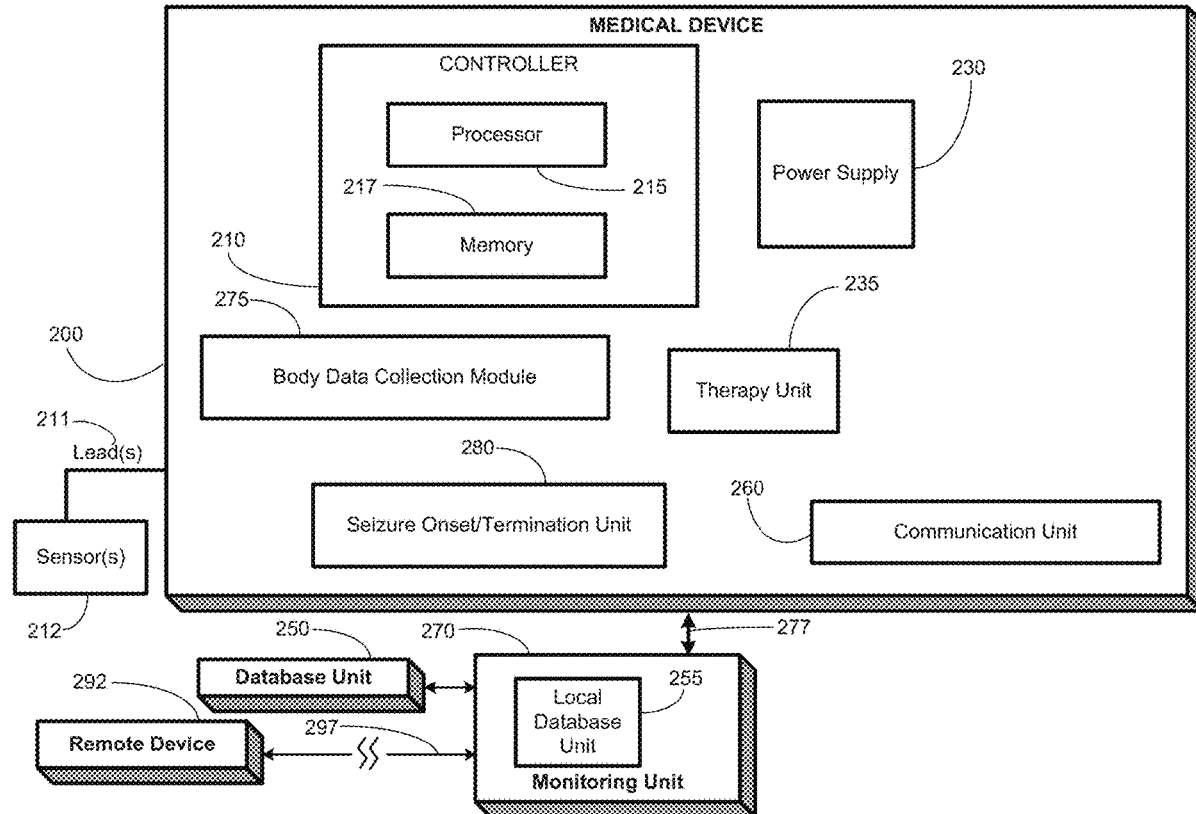 MEDICAL DEVICE
CONTROLLER
230
Processor
Power Supply
217
215
210
Memory
275
235
200
Body Data Collection Module
Therapy Unit
211
Lead(s)
280
260
Seizure Onset/Termination Unit
Communication Unit
Sensor(s)
212
250
270
277
Database Unit
255
292
Local
Database
Unit
297
Remote Device
Monitoring Unit